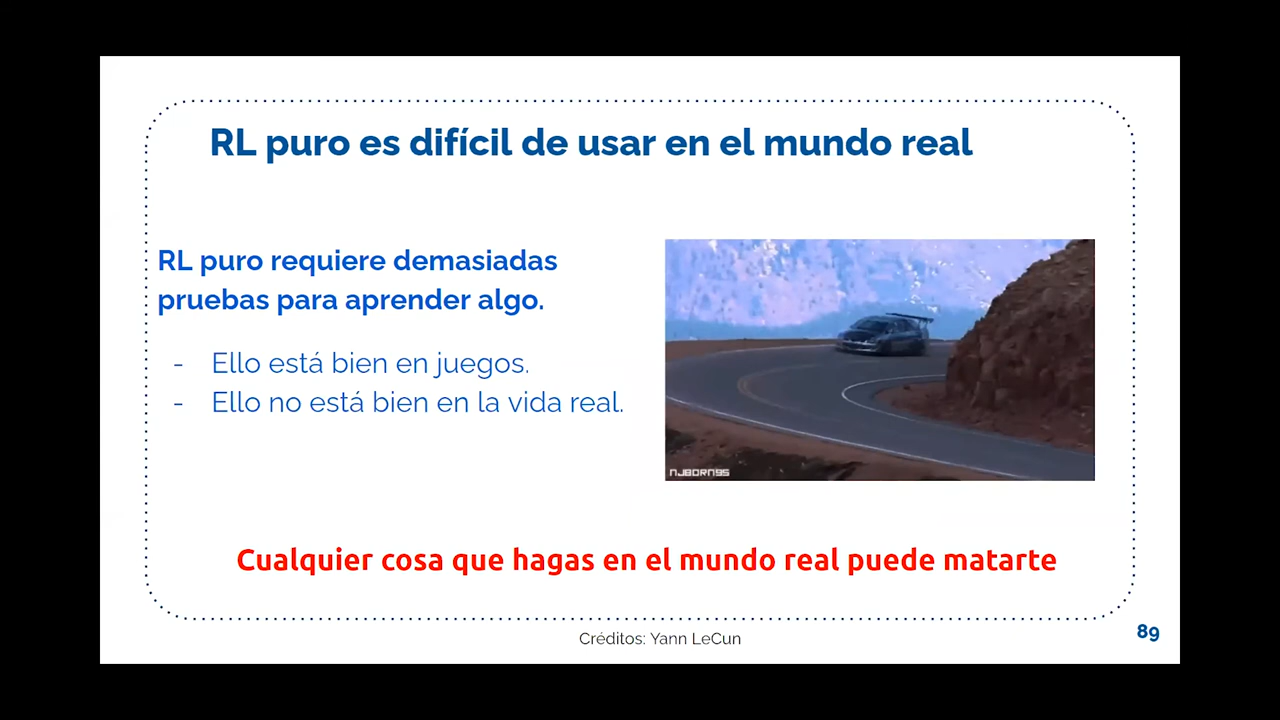 RL puro es difícil de usar en el mundo real
RL puro requiere demasiadas
pruebas para aprender algo.
- Ello está bien en juegos.
- Ello no está bien en la vida real.
NJBORN95
Cualquier cosa que hagas en el mundo real puede matarte
Créditos: Yann LeCun
89